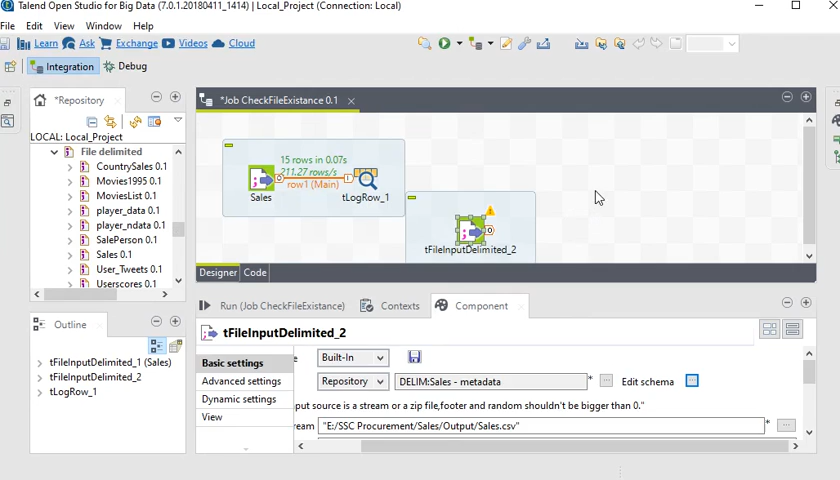 Talend Open Studio for Big Data (7.0.1.20180411_1414) | Local_Project (Connection: Local)
File Edit View Window Help
Learn Ask Exchange Videos Cloud
Integration Debug
*Repository
LOCAL: Local_Project
File delimited
CountrySales 0.1
Movies1995 0.1
MoviesList 0.1
player_data 0.1
player_ndata 0.1
SalePerson 0.1
Sales 0.1
User_Tweets 0.1
Userscores 0.1
*Job CheckFileExistance 0.1
15 rows in 0.07s
211.27 rows/s
row1 (Main)
Sales
tLogRow_1
tFileInputDelimited_2
Designer Code
Outline
tFileInputDelimited_1 (Sales)
tFileInputDelimited_2
tLogRow_1
Run (Job CheckFileExistance) Contexts Component
tFileInputDelimited_2
Basic settings
Advanced settings
Dynamic settings
View
e Built-In
Repository DELIM:Sales - metadata * Edit schema
put source is a stream or a zip file,footer and random shouldn't be bigger than 0."
ream "E:/SSC Procurement/Sales/Output/Sales.csv" *